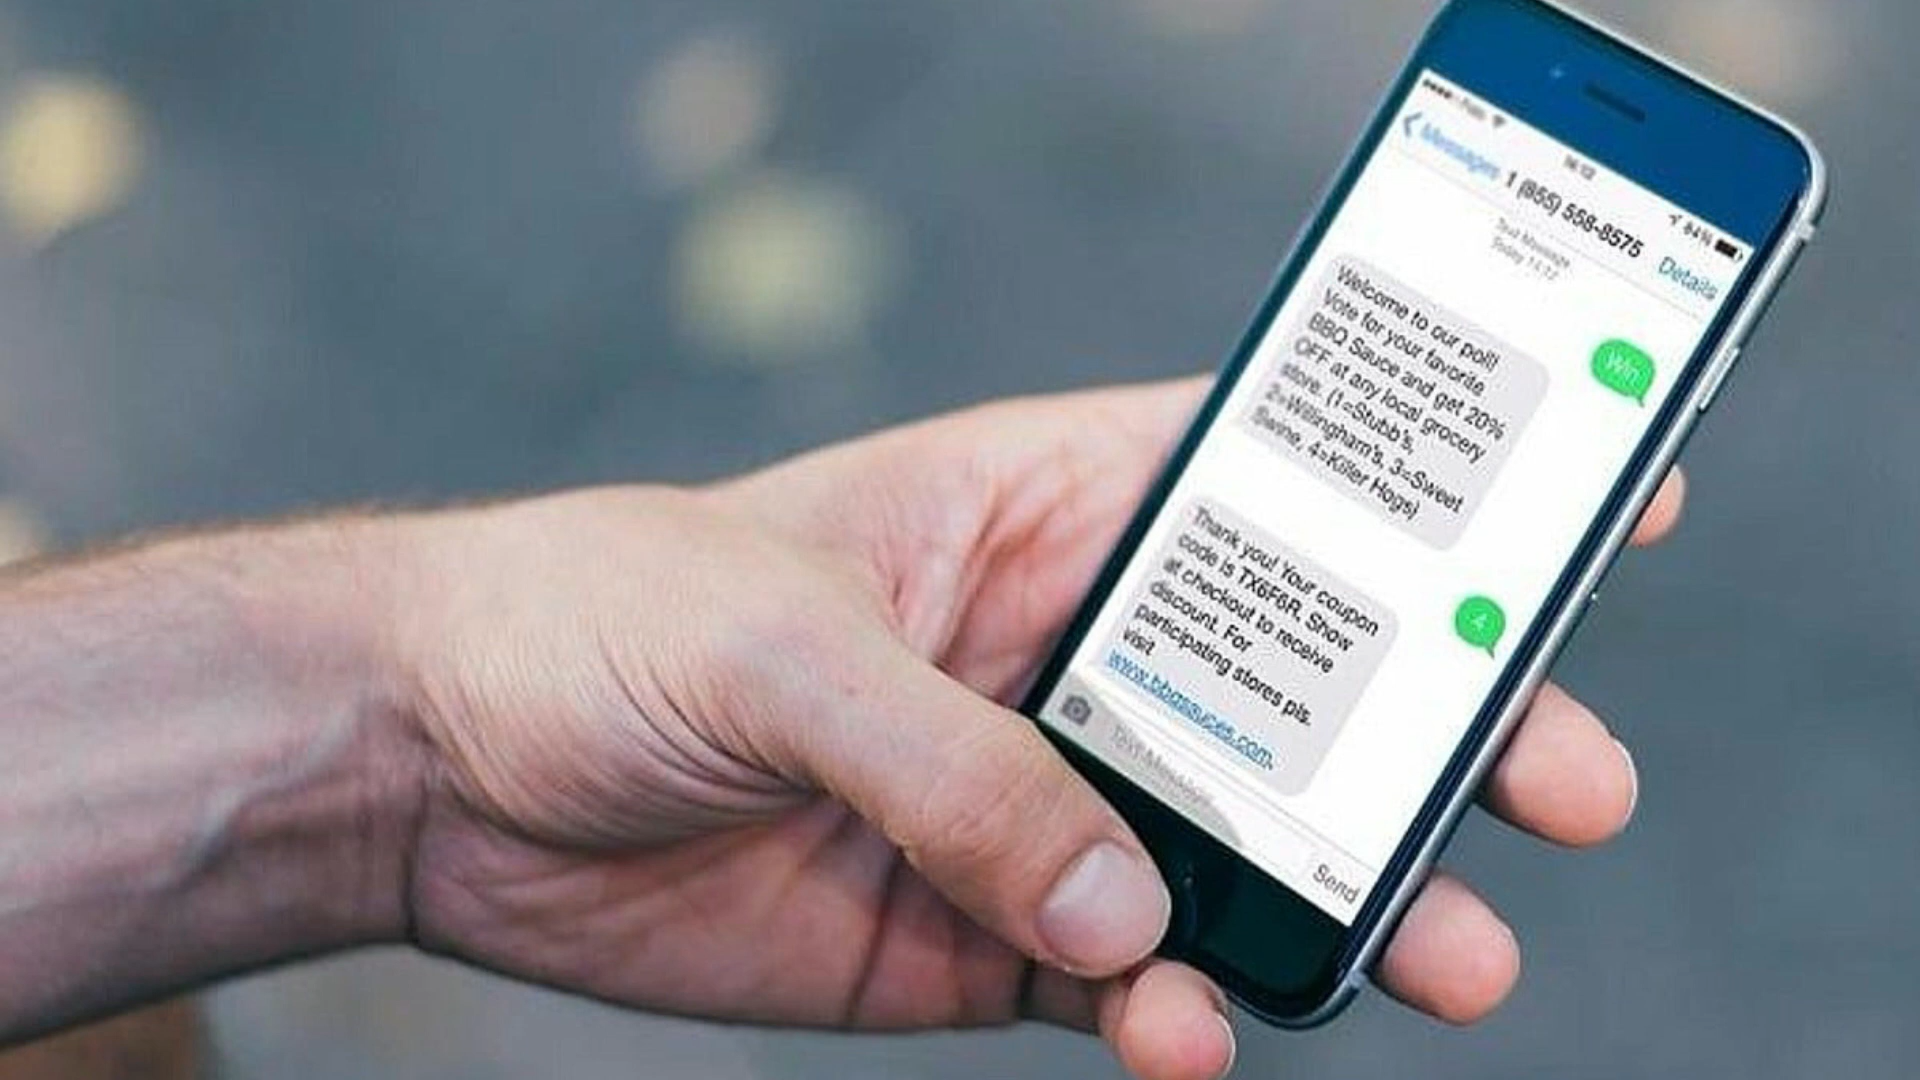 84%
Messages
1 (855) 558-8575
Details
Text Message
Win
Welcome to our poll!
Vote for your favorite
BBQ Sauce and get 20%
OFF at any local grocery
store. (1=Stubb's,
2=Willingham's, 3=Sweet
Swine, 4=Killer Hogs)
4
Thank you! Your coupon
code is TX6F6R. Show
at checkout to receive
discount. For
participating stores pls.
visit
www.bbqsauces.com.
Text Message
Send